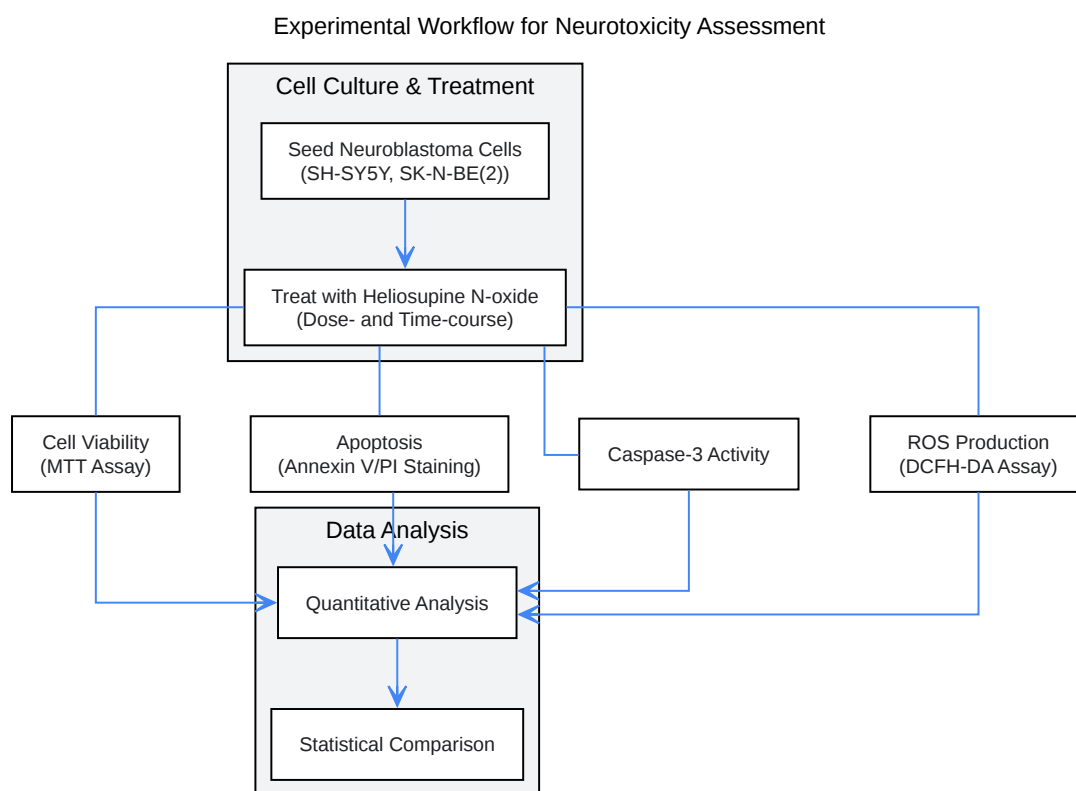 Experimental Workflow for Neurotoxicity Assessment
Cell Culture & Treatment
Seed Neuroblastoma Cells
(SH-SY5Y, SK-N-BE(2))
Treat with Heliosupine N-oxide
(Dose- and Time-course)
Cell Viability
(MTT Assay)
Apoptosis
(Annexin V/PI Staining)
Caspase-3 Activity
ROS Production
(DCFH-DA Assay)
Data Analysis
Quantitative Analysis
Statistical Comparison